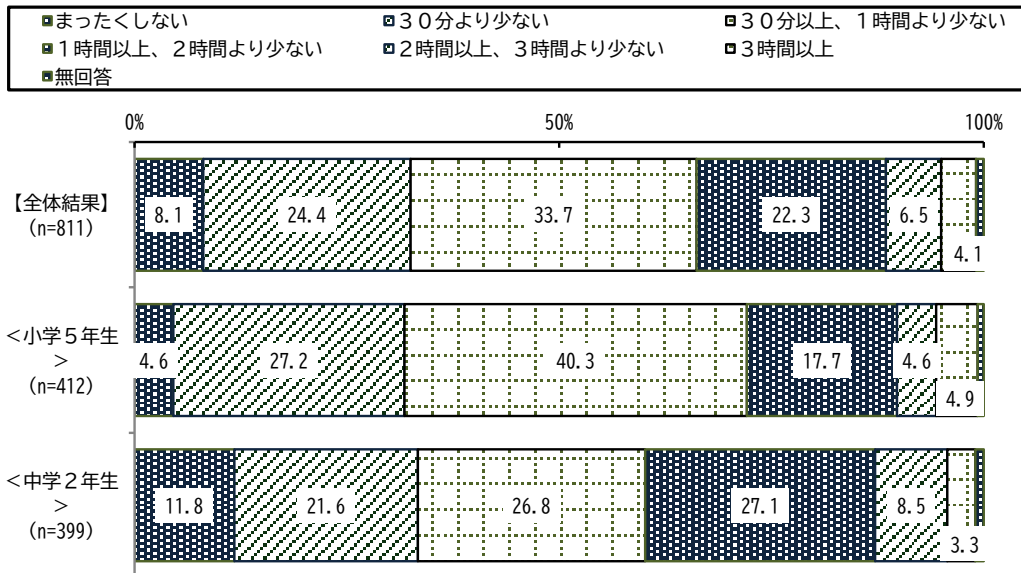 ■まったくしない ■３０分より少ない ■３０分以上、１時間より少ない
■１時間以上、２時間より少ない ■２時間以上、３時間より少ない ■３時間以上
■無回答
0% 50% 100%
【全体結果】
(n=811)
8.1 24.4 33.7 22.3 6.5 4.1
＜小学５年生
＞
(n=412)
4.6 27.2 40.3 17.7 4.6 4.9
＜中学２年生
＞
(n=399)
11.8 21.6 26.8 27.1 8.5 3.3